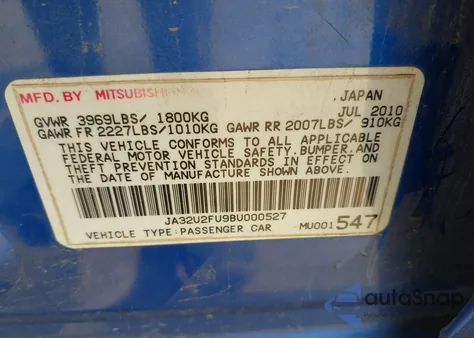 MFD. BY MITSUBISHI JAPAN
GVWR 3969LBS/ 1800KG JUL 2010
GAWR FR 2227LBS/1010KG GAWR RR 2007LBS/ 910KG
THIS VEHICLE CONFORMS TO ALL APPLICABLE
FEDERAL MOTOR VEHICLE SAFETY, BUMPER, AND
THEFT PREVENTION STANDARDS IN EFFECT ON
THE DATE OF MANUFACTURE SHOWN ABOVE.
JA32U2FU9BU000527
VEHICLE TYPE:PASSENGER CAR MU001547
autoSnap